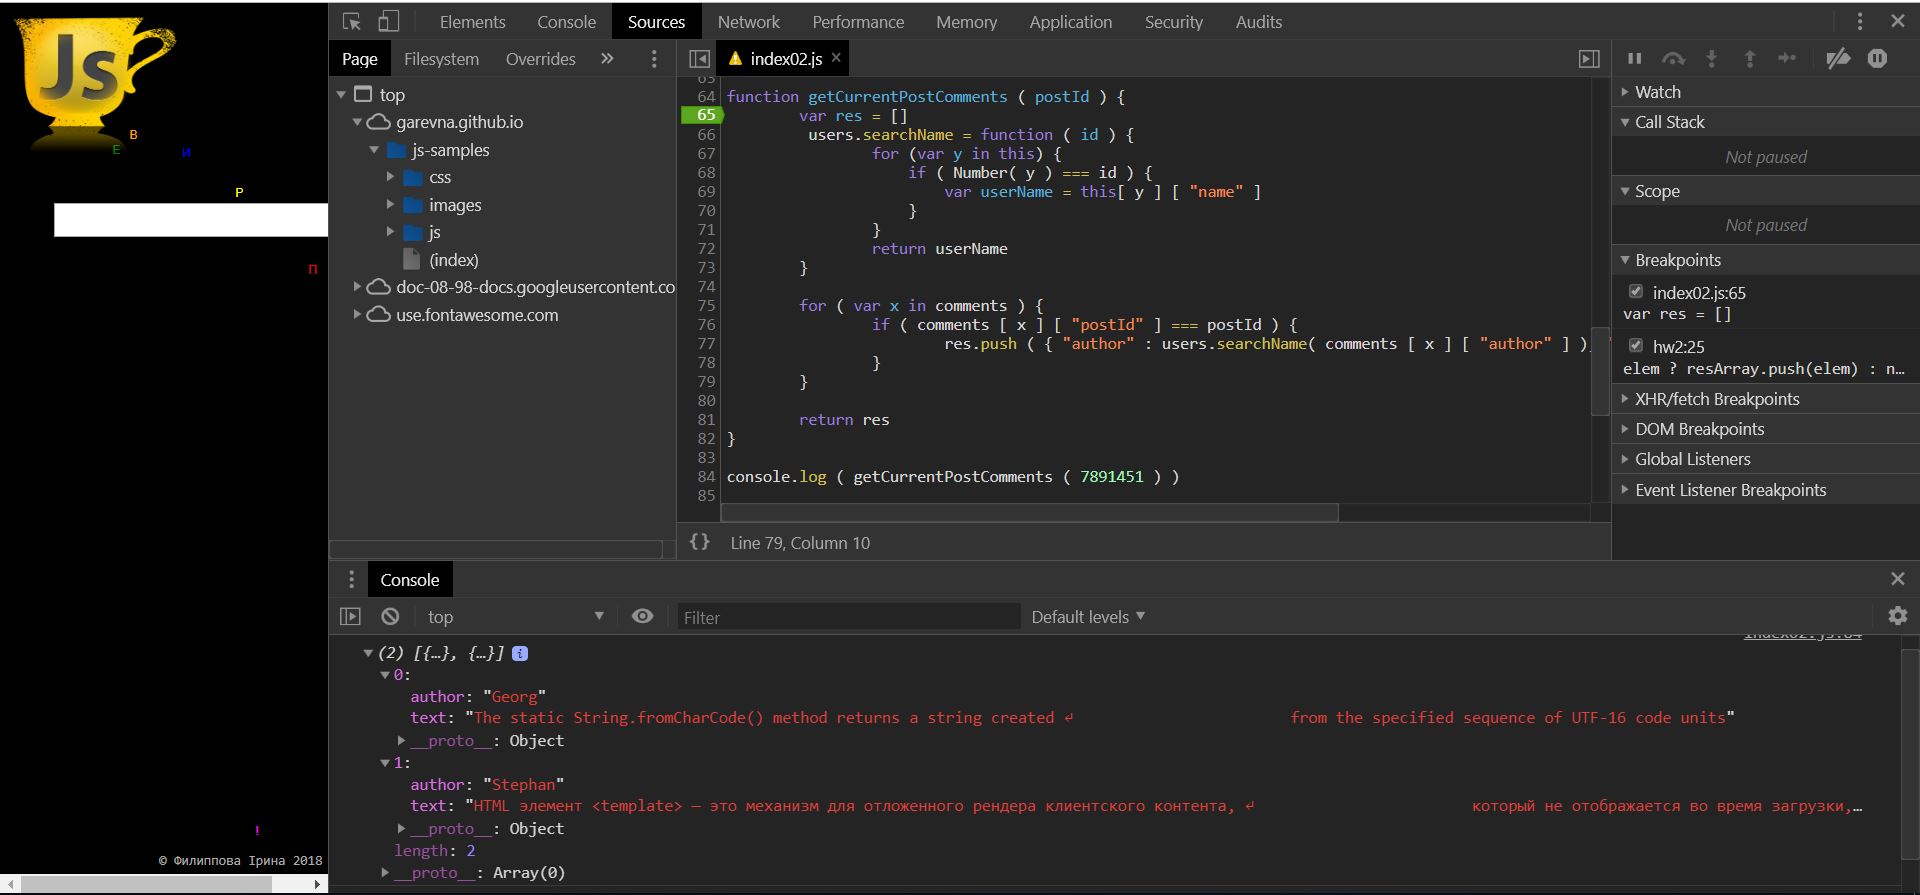 Js
В
Е
И
Р
П
!
© Филиппова Ірина 2018
Elements Console Sources Network Performance Memory Application Security Audits
Page Filesystem Overrides »
top
garevna.github.io
js-samples
css
images
js
(index)
doc-08-98-docs.googleusercontent.co
use.fontawesome.com
index02.js
63
64 function getCurrentPostComments ( postId ) {
65 var res = []
66 users.searchName = function ( id ) {
67 for (var y in this) {
68 if ( Number( y ) === id ) {
69 var userName = this[ y ] [ "name" ]
70 }
71 }
72 return userName
73 }
74
75 for ( var x in comments ) {
76 if ( comments [ x ] [ "postId" ] === postId ) {
77 res.push ( { "author" : users.searchName( comments [ x ] [ "author" ] ),
78 }
79 }
80
81 return res
82 }
83
84 console.log ( getCurrentPostComments ( 7891451 ) )
85
{} Line 79, Column 10
Watch
Call Stack
Not paused
Scope
Not paused
Breakpoints
index02.js:65
var res = []
hw2:25
elem ? resArray.push(elem) : n…
XHR/fetch Breakpoints
DOM Breakpoints
Global Listeners
Event Listener Breakpoints
Console
top Filter Default levels
index02.js:84
(2) [{…}, {…}] i
0:
author: "Georg"
text: "The static String.fromCharCode() method returns a string created ↵ from the specified sequence of UTF-16 code units"
__proto__: Object
1:
author: "Stephan"
text: "HTML элемент <template> — это механизм для отложенного рендера клиентского контента, ↵ который не отображается во время загрузки,…
__proto__: Object
length: 2
__proto__: Array(0)